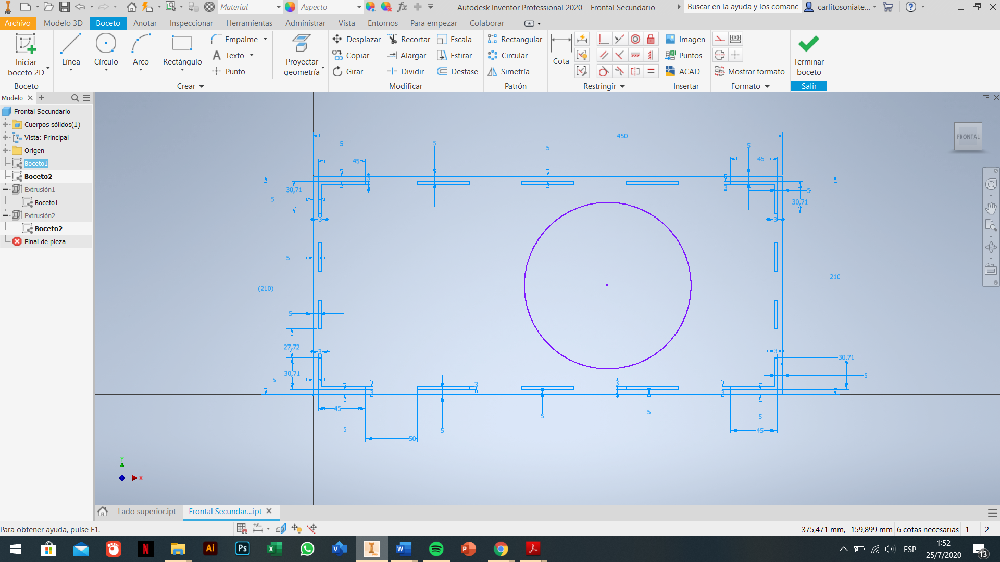 PRO Material Aspecto Autodesk Inventor Professional 2020 Frontal Secundario Buscar en la ayuda y los comanc carlitosoniate...
Archivo Modelo 3D Boceto Anotar Inspeccionar Herramientas Administrar Vista Entornos Para empezar Colaborar
Iniciar boceto 2D
Línea
Círculo
Arco
Rectángulo
Empalme
Texto
Punto
Proyectar geometría
Desplazar
Copiar
Girar
Recortar
Alargar
Dividir
Escala
Estirar
Desfase
Rectangular
Circular
Simetría
Cota
Imagen
Puntos
ACAD
Mostrar formato
Terminar boceto
Boceto Crear Modificar Patrón Restringir Insertar Formato Salir
Modelo
Frontal Secundario
Cuerpos sólidos(1)
Vista: Principal
Origen
Boceto1
Boceto2
Extrusión1
Boceto1
Extrusión2
Boceto2
Final de pieza
FRONTAL
450
5 5 5 5
45 45
3 3
30,71 5 5 30,71
3 3
5
(210) 210
5
27,72
3 3
30,71 30,71
5 5
3 3 3 3 3
45 5 5 5 5 5 45
50
Y
X
Lado superior.ipt Frontal Secundar...ipt
Para obtener ayuda, pulse F1. 375,471 mm, -159,899 mm 6 cotas necesarias 1 2
N Ai Ps W P ESP 1:52
25/7/2020 13